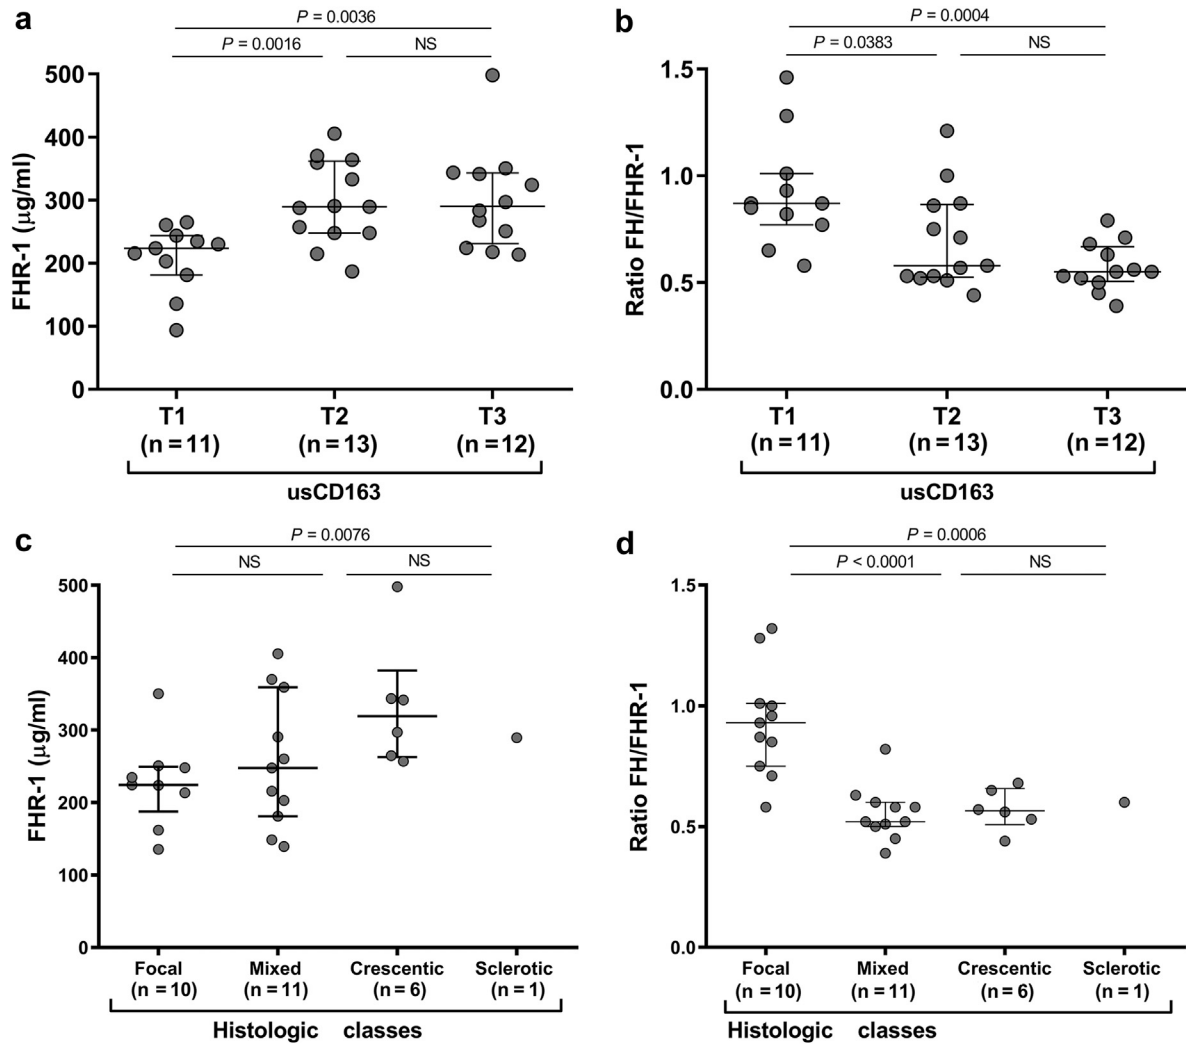 a
P = 0.0036
P = 0.0016 NS
FHR-1 (μg/ml)
500
400
300
200
100
0
T1 T2 T3
(n = 11) (n = 13) (n = 12)
usCD163
b
P = 0.0004
P = 0.0383 NS
Ratio FH/FHR-1
1.5
1.0
0.5
0.0
T1 T2 T3
(n = 11) (n = 13) (n = 12)
usCD163
c
P = 0.0076
NS NS
FHR-1 (μg/ml)
500
400
300
200
100
0
Focal Mixed Crescentic Sclerotic
(n = 10) (n = 11) (n = 6) (n = 1)
Histologic classes
d
P = 0.0006
P < 0.0001 NS
Ratio FH/FHR-1
1.5
1.0
0.5
0.0
Focal Mixed Crescentic Sclerotic
(n = 10) (n = 11) (n = 6) (n = 1)
Histologic classes